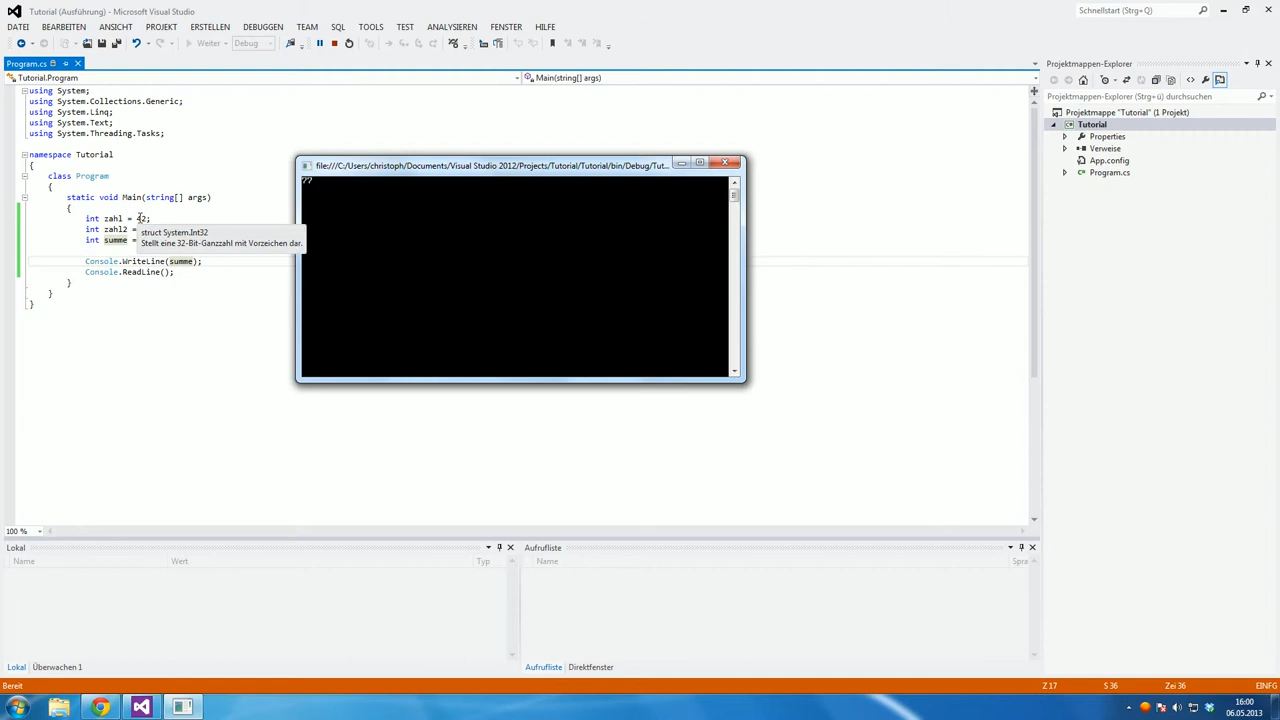 Tutorial (Ausführung) - Microsoft Visual Studio
Schnellstart (Strg+Q)
DATEI BEARBEITEN ANSICHT PROJEKT ERSTELLEN DEBUGGEN TEAM SQL TOOLS TEST ANALYSIEREN FENSTER HILFE
Weiter Debug
Program.cs
Tutorial.Program
Main(string[] args)
using System;
using System.Collections.Generic;
using System.Linq;
using System.Text;
using System.Threading.Tasks;
namespace Tutorial
{
class Program
{
static void Main(string[] args)
{
int zahl = 42;
int zahl2 =
int summe =
struct System.Int32
Stellt eine 32-Bit-Ganzzahl mit Vorzeichen dar.
Console.WriteLine(summe);
Console.ReadLine();
}
}
}
file:///C:/Users/christoph/Documents/Visual Studio 2012/Projects/Tutorial/Tutorial/bin/Debug/Tut...
77
Projektmappen-Explorer
Projektmappen-Explorer (Strg+ü) durchsuchen
Projektmappe "Tutorial" (1 Projekt)
Tutorial
Properties
Verweise
App.config
Program.cs
100 %
Lokal
Name Wert Typ
Aufrufliste
Name Spra
Lokal Überwachen 1
Aufrufliste Direktfenster
Bereit
Z 17 S 36 Zei 36 EINFG
16:00
06.05.2013